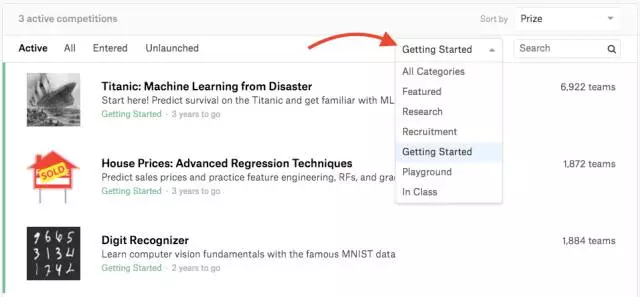 3 active competitions
Sort by Prize
Active All Entered Unlaunched Getting Started Search
All Categories
Featured
Research
Recruitment
Getting Started
Playground
In Class
Titanic: Machine Learning from Disaster
Start here! Predict survival on the Titanic and get familiar with ML
Getting Started · 3 years to go
6,922 teams
SOLD
House Prices: Advanced Regression Techniques
Predict sales prices and practice feature engineering, RFs, and
Getting Started · 3 years to go
1,872 teams
9665
3134
1742
Digit Recognizer
Learn computer vision fundamentals with the famous MNIST data
Getting Started · 2 years to go
1,884 teams